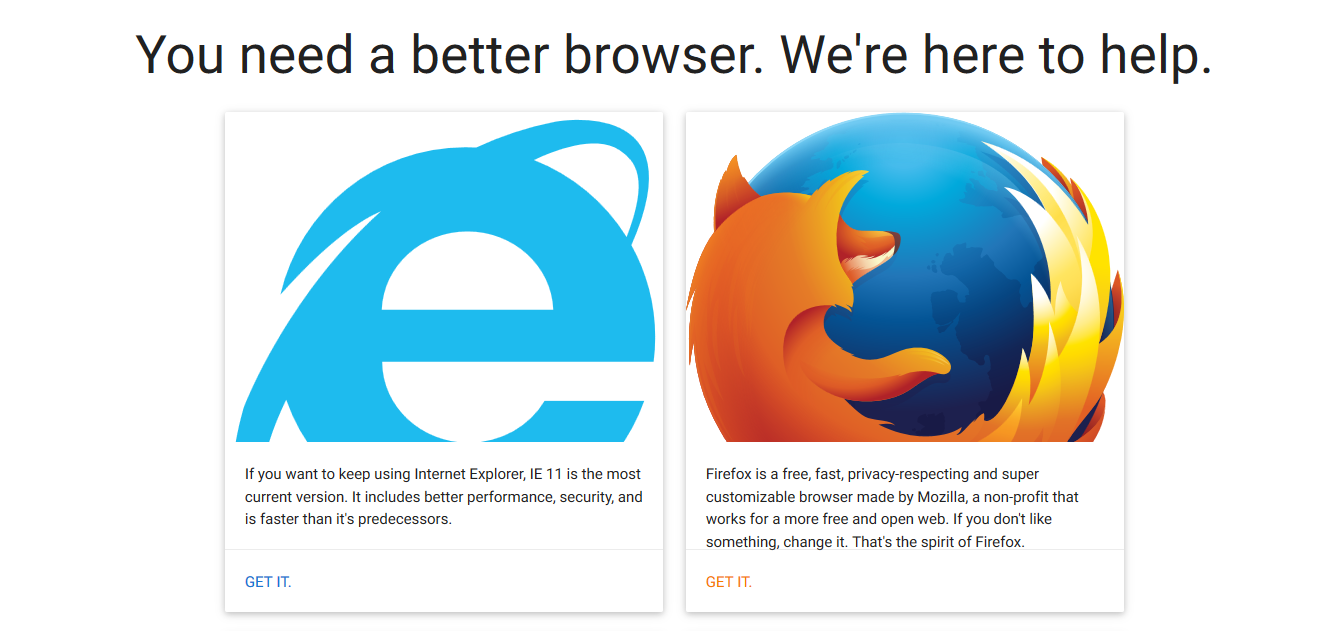 You need a better browser. We're here to help.
If you want to keep using Internet Explorer, IE 11 is the most
current version. It includes better performance, security, and
is faster than it's predecessors.
GET IT.
Firefox is a free, fast, privacy-respecting and super
customizable browser made by Mozilla, a non-profit that
works for a more free and open web. If you don't like
something, change it. That's the spirit of Firefox.
GET IT.